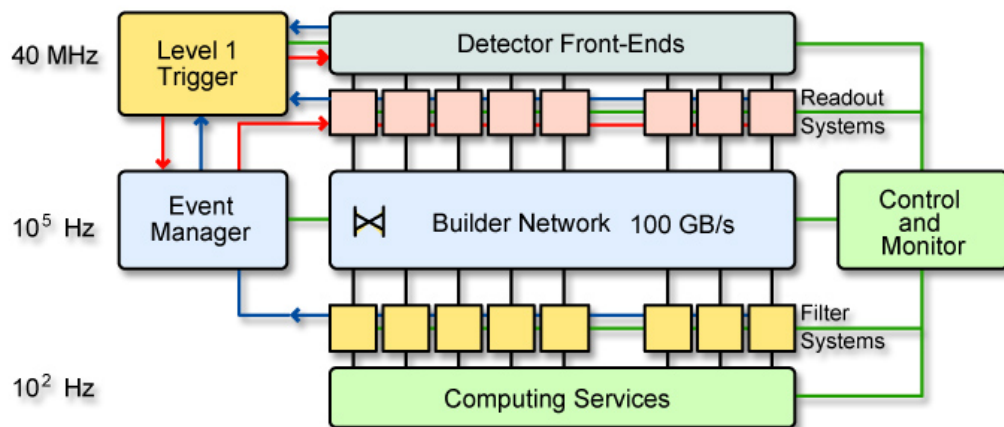 40 MHz
Level 1
Trigger
Detector Front-Ends
Readout
Systems
10⁵ Hz
Event
Manager
Builder Network 100 GB/s
Control
and
Monitor
Filter
Systems
10² Hz
Computing Services